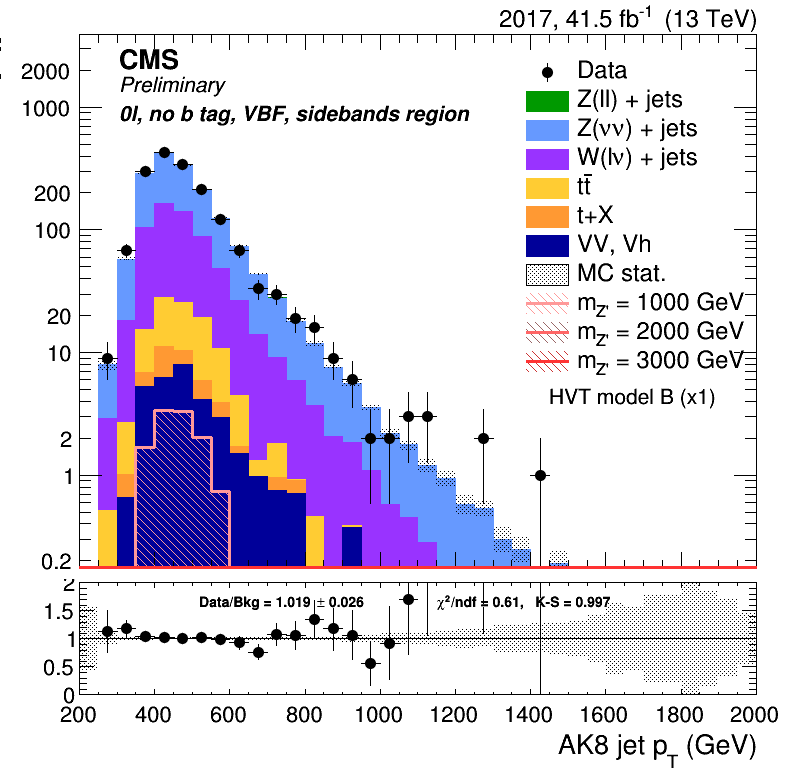 2017, 41.5 fb⁻¹ (13 TeV)
CMS
Preliminary
0l, no b tag, VBF, sidebands region
Data
Z(ll) + jets
Z(νν) + jets
W(lν) + jets
tt̄
t+X
VV, Vh
MC stat.
m_Z' = 1000 GeV
m_Z' = 2000 GeV
m_Z' = 3000 GeV
HVT model B (x1)
2000
1000
200
100
20
10
2
1
0.2
Data/Bkg = 1.019 ± 0.026 χ²/ndf = 0.61, K-S = 0.997
2
1.5
1
0.5
0
200 400 600 800 1000 1200 1400 1600 1800 2000
AK8 jet p_T (GeV)